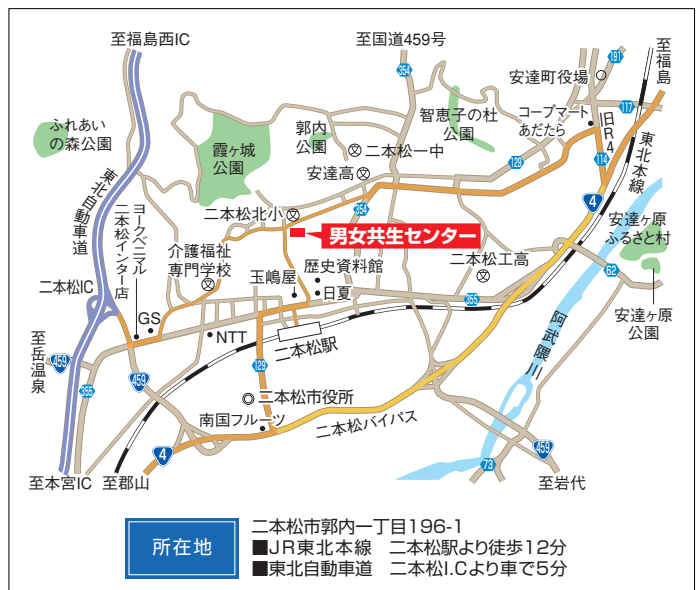 至福島西IC
至国道459号
至福島
354
191
安達町役場
ふれあい
の森公園
霞ヶ城
公園
郭内
公園
二本松一中
智恵子の杜
公園
コープマート
あだたら
旧R4
117
東北本線
129
114
安達高
354
東北自動車道
ヨークベニマル
二本松インター店
二本松北小
男女共生センター
4
安達ヶ原
ふるさと村
介護福祉
専門学校
玉嶋屋
歴史資料館
日夏
二本松工高
62
二本松IC
355
安達ヶ原
公園
GS
NTT
二本松駅
阿武隈川
至岳温泉
459
355
459
129
二本松市役所
南国フルーツ
二本松バイパス
4
459
73
至本宮IC
至郡山
至岩代
所在地
二本松市郭内一丁目196-1
■JR東北本線　二本松駅より徒歩12分
■東北自動車道　二本松I.Cより車で5分